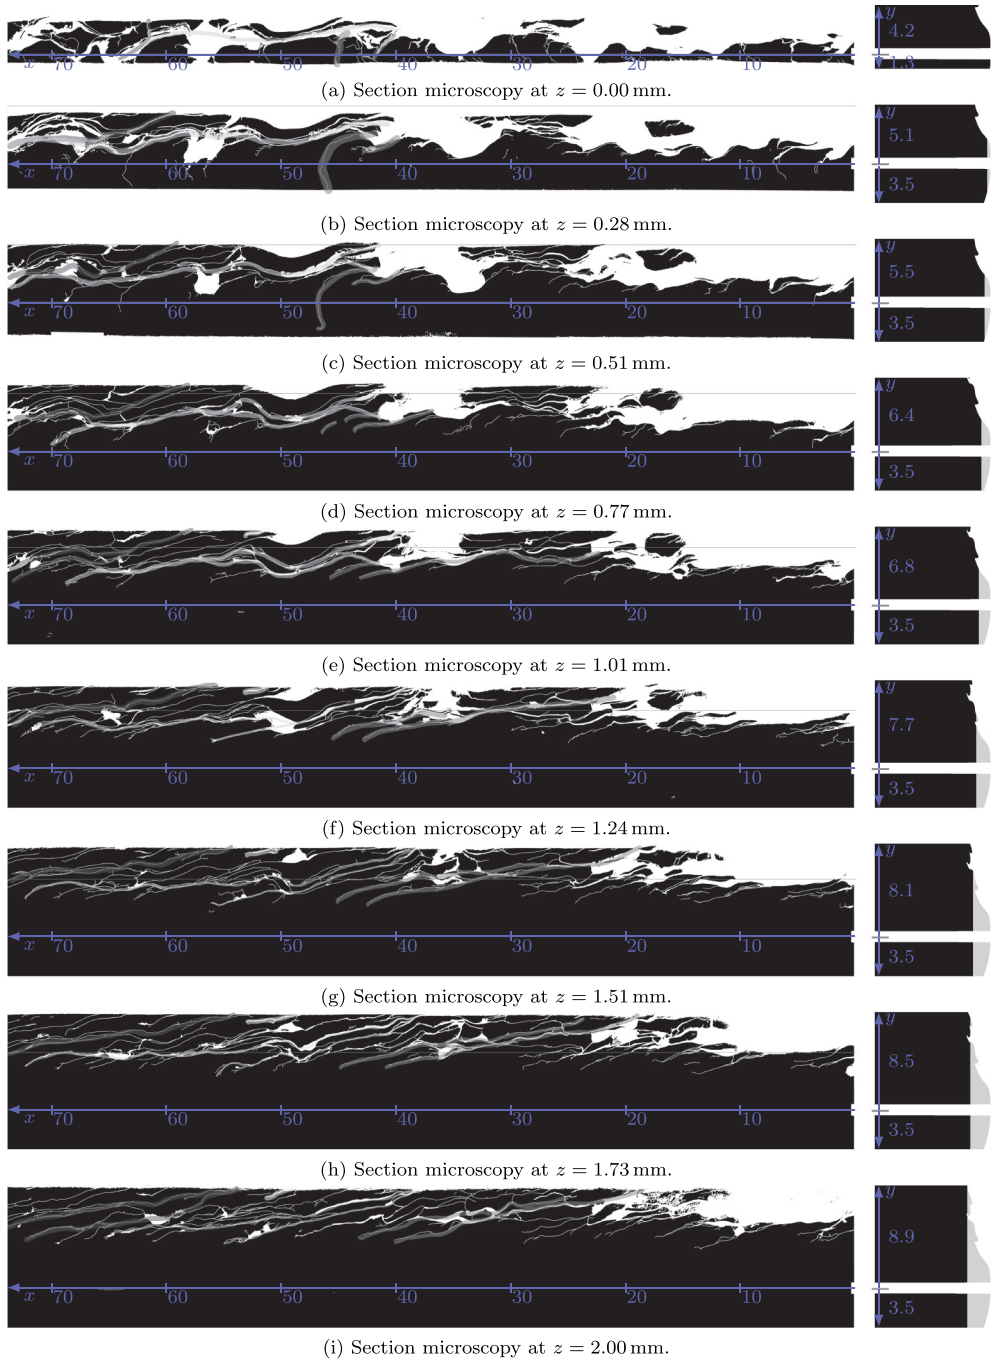 y
4.2
x 70 60 50 40 30 20 10 1.3
(a) Section microscopy at z = 0.00 mm.
y
5.1
x 70 60 50 40 30 20 10
3.5
(b) Section microscopy at z = 0.28 mm.
y
5.5
x 70 60 50 40 30 20 10
3.5
(c) Section microscopy at z = 0.51 mm.
y
6.4
x 70 60 50 40 30 20 10
3.5
(d) Section microscopy at z = 0.77 mm.
y
6.8
x 70 60 50 40 30 20 10
3.5
(e) Section microscopy at z = 1.01 mm.
y
7.7
x 70 60 50 40 30 20 10
3.5
(f) Section microscopy at z = 1.24 mm.
y
8.1
x 70 60 50 40 30 20 10
3.5
(g) Section microscopy at z = 1.51 mm.
y
8.5
x 70 60 50 40 30 20 10
3.5
(h) Section microscopy at z = 1.73 mm.
y
8.9
x 70 60 50 40 30 20 10
3.5
(i) Section microscopy at z = 2.00 mm.